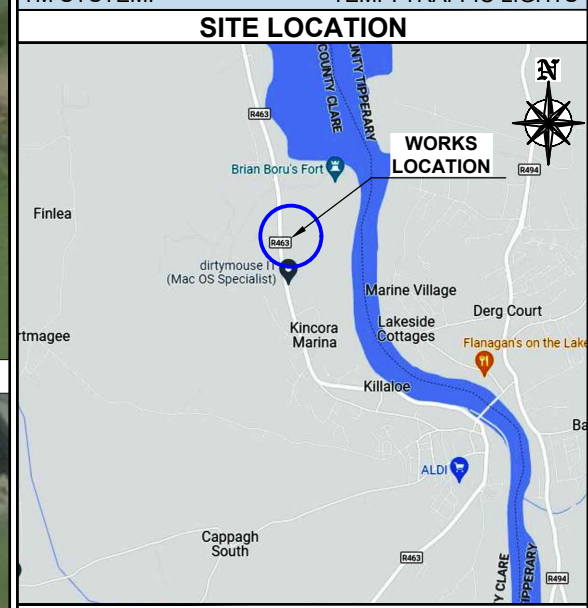 SITE LOCATION
COUNTY CLARE
NTY TIPPERARY
N
R463
WORKS
LOCATION
Brian Boru's Fort
R494
Finlea
R463
dirtymouse IT
(Mac OS Specialist)
Marine Village
Derg Court
rtmagee
Kincora
Marina
Lakeside
Cottages
Flanagan's on the Lake
Killaloe
Ba
ALDI
Cappagh
South
R463
R494
Y CLARE
TIPPERARY